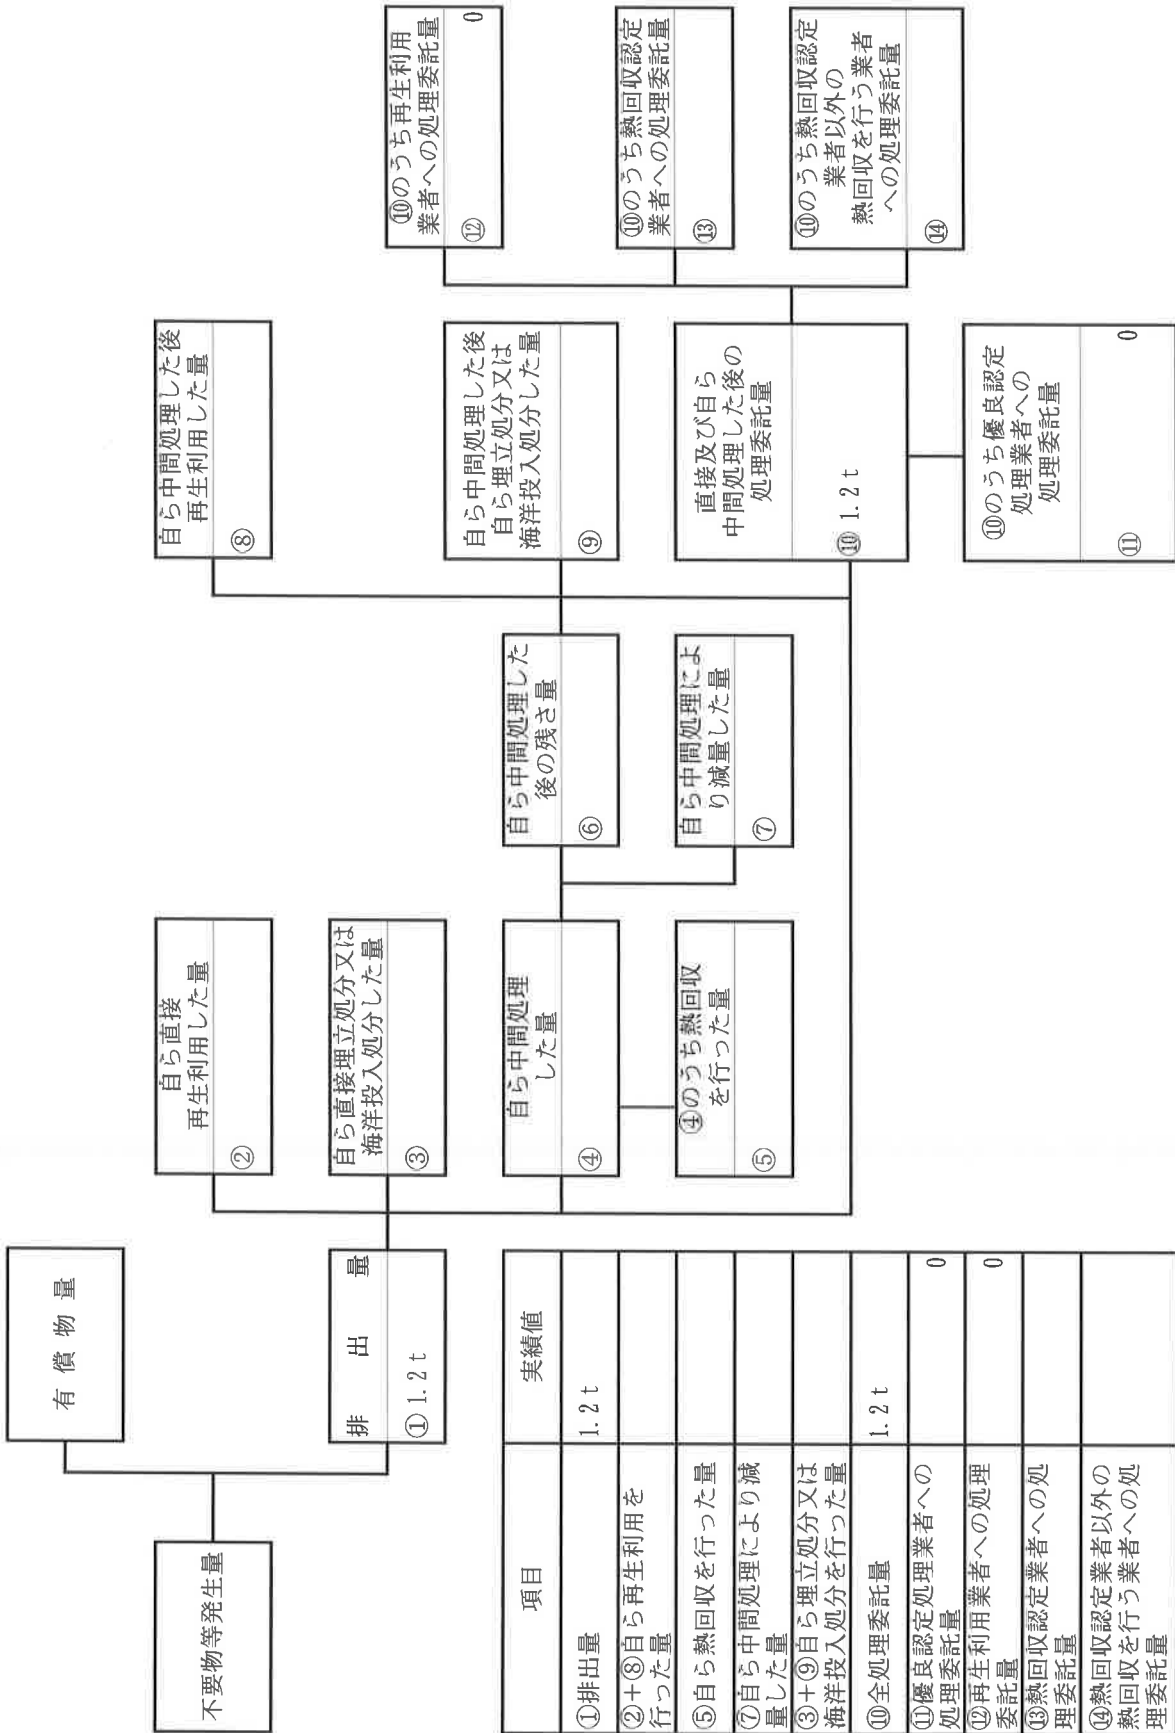 不要物等発生量
有償物量
排出量
①1.2t
自ら直接
再生利用した量
②
自ら直接埋立処分又は
海洋投入処分した量
③
自ら中間処理
した量
④
④のうち熱回収
を行った量
⑤
自ら中間処理した
後の残さ量
⑥
自ら中間処理によ
り減量した量
⑦
自ら中間処理した後
再生利用した量
⑧
自ら中間処理した後
自ら埋立処分又は
海洋投入処分した量
⑨
直接及び自ら
中間処理した後の
処理委託量
⑩1.2t
⑩のうち優良認定
処理業者への
処理委託量
⑪ 0
⑩のうち再生利用
業者への処理委託量
⑫ 0
⑩のうち熱回収認定
業者への処理委託量
⑬
⑩のうち熱回収認定
業者以外の
熱回収を行う業者
への処理委託量
⑭
項目 実績値
①排出量 1.2t
②+⑧自ら再生利用を
行った量
⑤自ら熱回収を行った量
⑦自ら中間処理により減
量した量
③+⑨自ら埋立処分又は
海洋投入処分を行った量
⑩全処理委託量 1.2t
⑪優良認定処理業者への
処理委託量 0
⑫再生利用業者への処理
委託量 0
⑬熱回収認定業者への処
理委託量
⑭熱回収認定業者以外の
熱回収を行う業者への処
理委託量